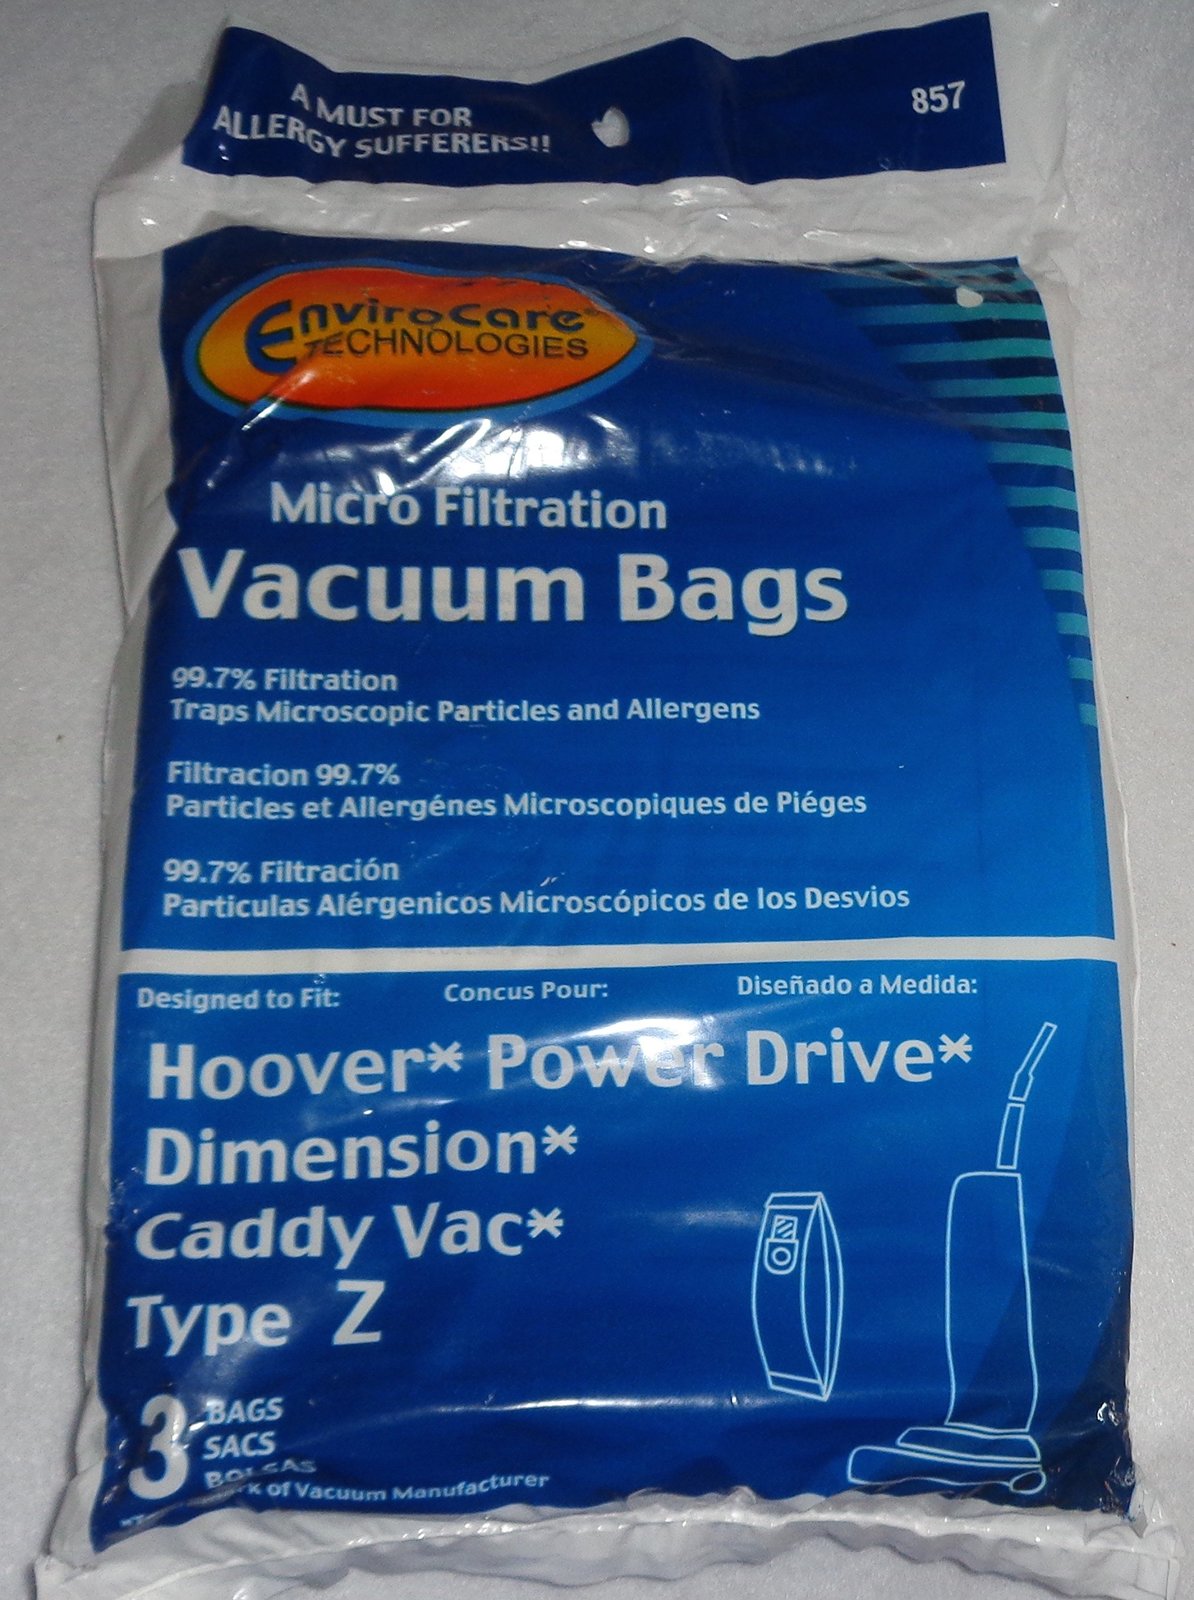 A MUST FOR
ALLERGY SUFFERERS!!
857
EnviroCare®
TECHNOLOGIES
Micro Filtration
Vacuum Bags
99.7% Filtration
Traps Microscopic Particles and Allergens
Filtracion 99.7%
Particles et Allergénes Microscopiques de Piéges
99.7% Filtración
Particulas Alérgenicos Microscópicos de los Desvios
Designed to Fit: Concus Pour: Diseñado a Medida:
Hoover* Power Drive*
Dimension*
Caddy Vac*
Type Z
3 BAGS
SACS
BOLSAS
of Vacuum Manufacturer